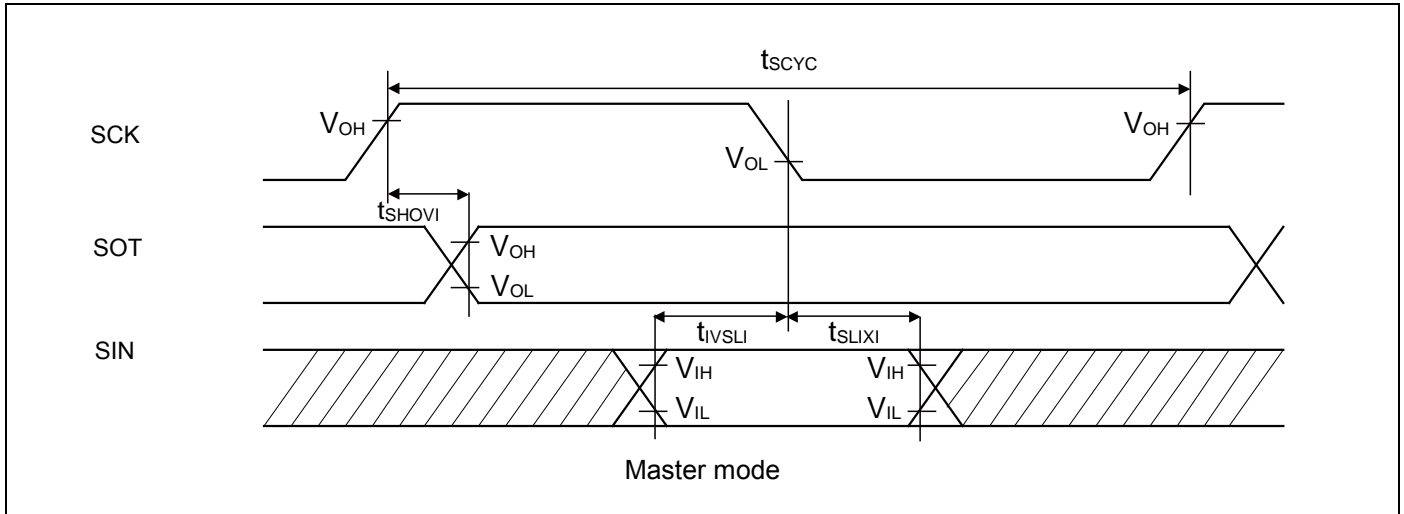 tSCYC
SCK
VOH
VOH
VOL
tSHOVI
SOT
VOH
VOL
tIVSLI
tSLIXI
SIN
VIH
VIH
VIL
VIL
Master mode